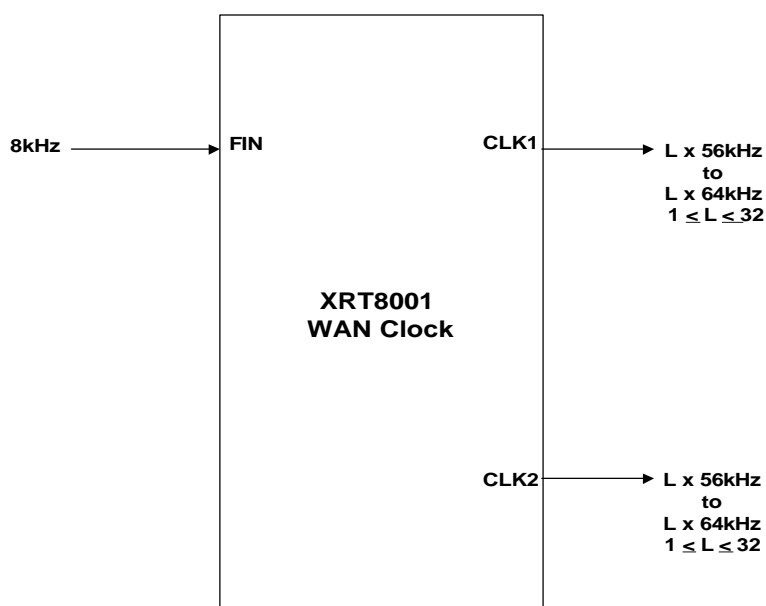 8kHz
FIN
CLK1
L x 56kHz
to
L x 64kHz
1 ≤ L ≤ 32
XRT8001
WAN Clock
CLK2
L x 56kHz
to
L x 64kHz
1 ≤ L ≤ 32